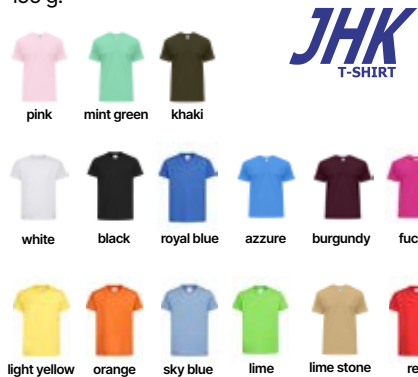 JHK
T-SHIRT
pink mint green khaki
white black royal blue azzure burgundy
light yellow orange sky blue lime lime stone